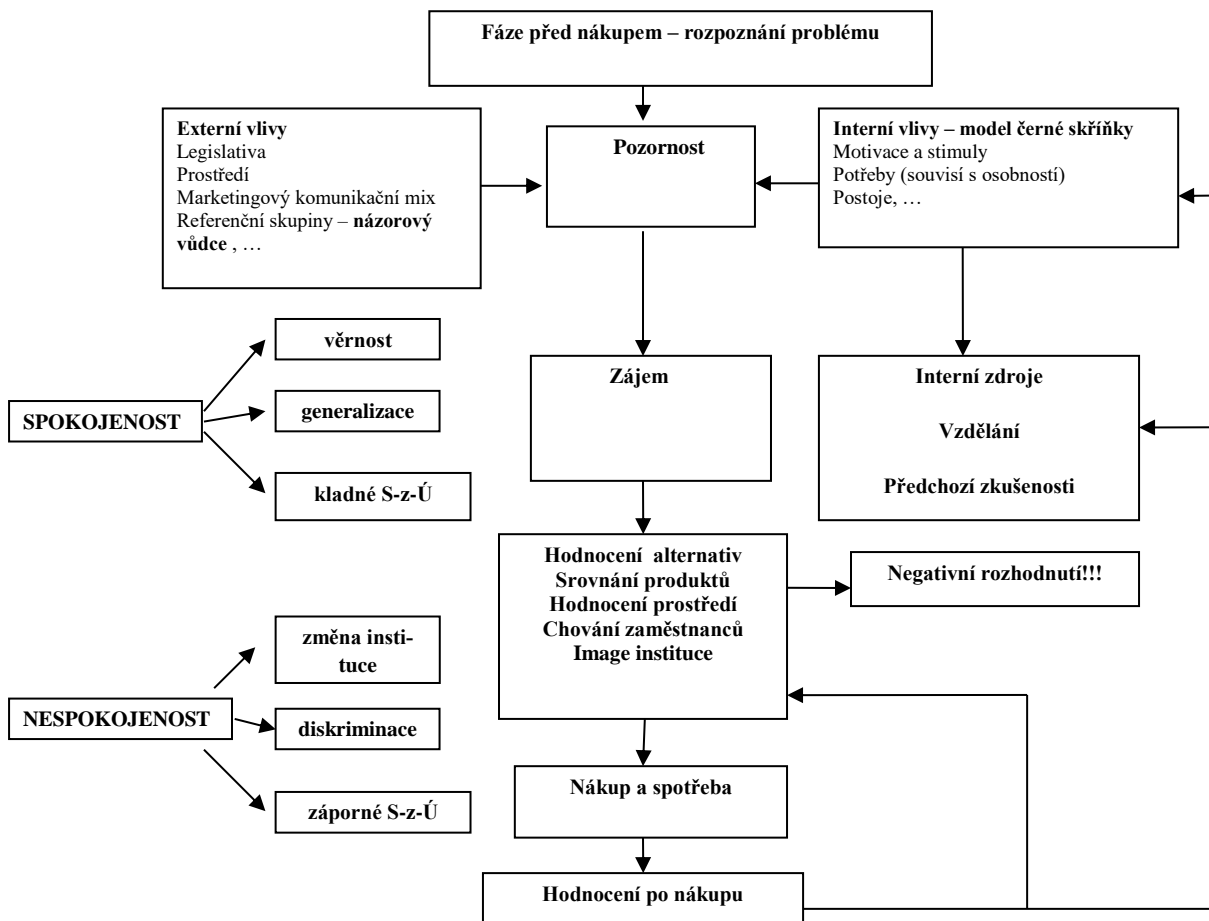 Fáze před nákupem – rozpoznání problému
Externí vlivy
Legislativa
Prostředí
Marketingový komunikační mix
Referenční skupiny – názorový
vůdce , …
Pozornost
Interní vlivy – model černé skříňky
Motivace a stimuly
Potřeby (souvisí s osobností)
Postoje, …
věrnost
SPOKOJENOST
generalizace
kladné S-z-Ú
Zájem
Interní zdroje
Vzdělání
Předchozí zkušenosti
Hodnocení alternativ
Srovnání produktů
Hodnocení prostředí
Chování zaměstnanců
Image instituce
Negativní rozhodnutí!!!
změna insti-
tuce
NESPOKOJENOST
diskriminace
záporné S-z-Ú
Nákup a spotřeba
Hodnocení po nákupu